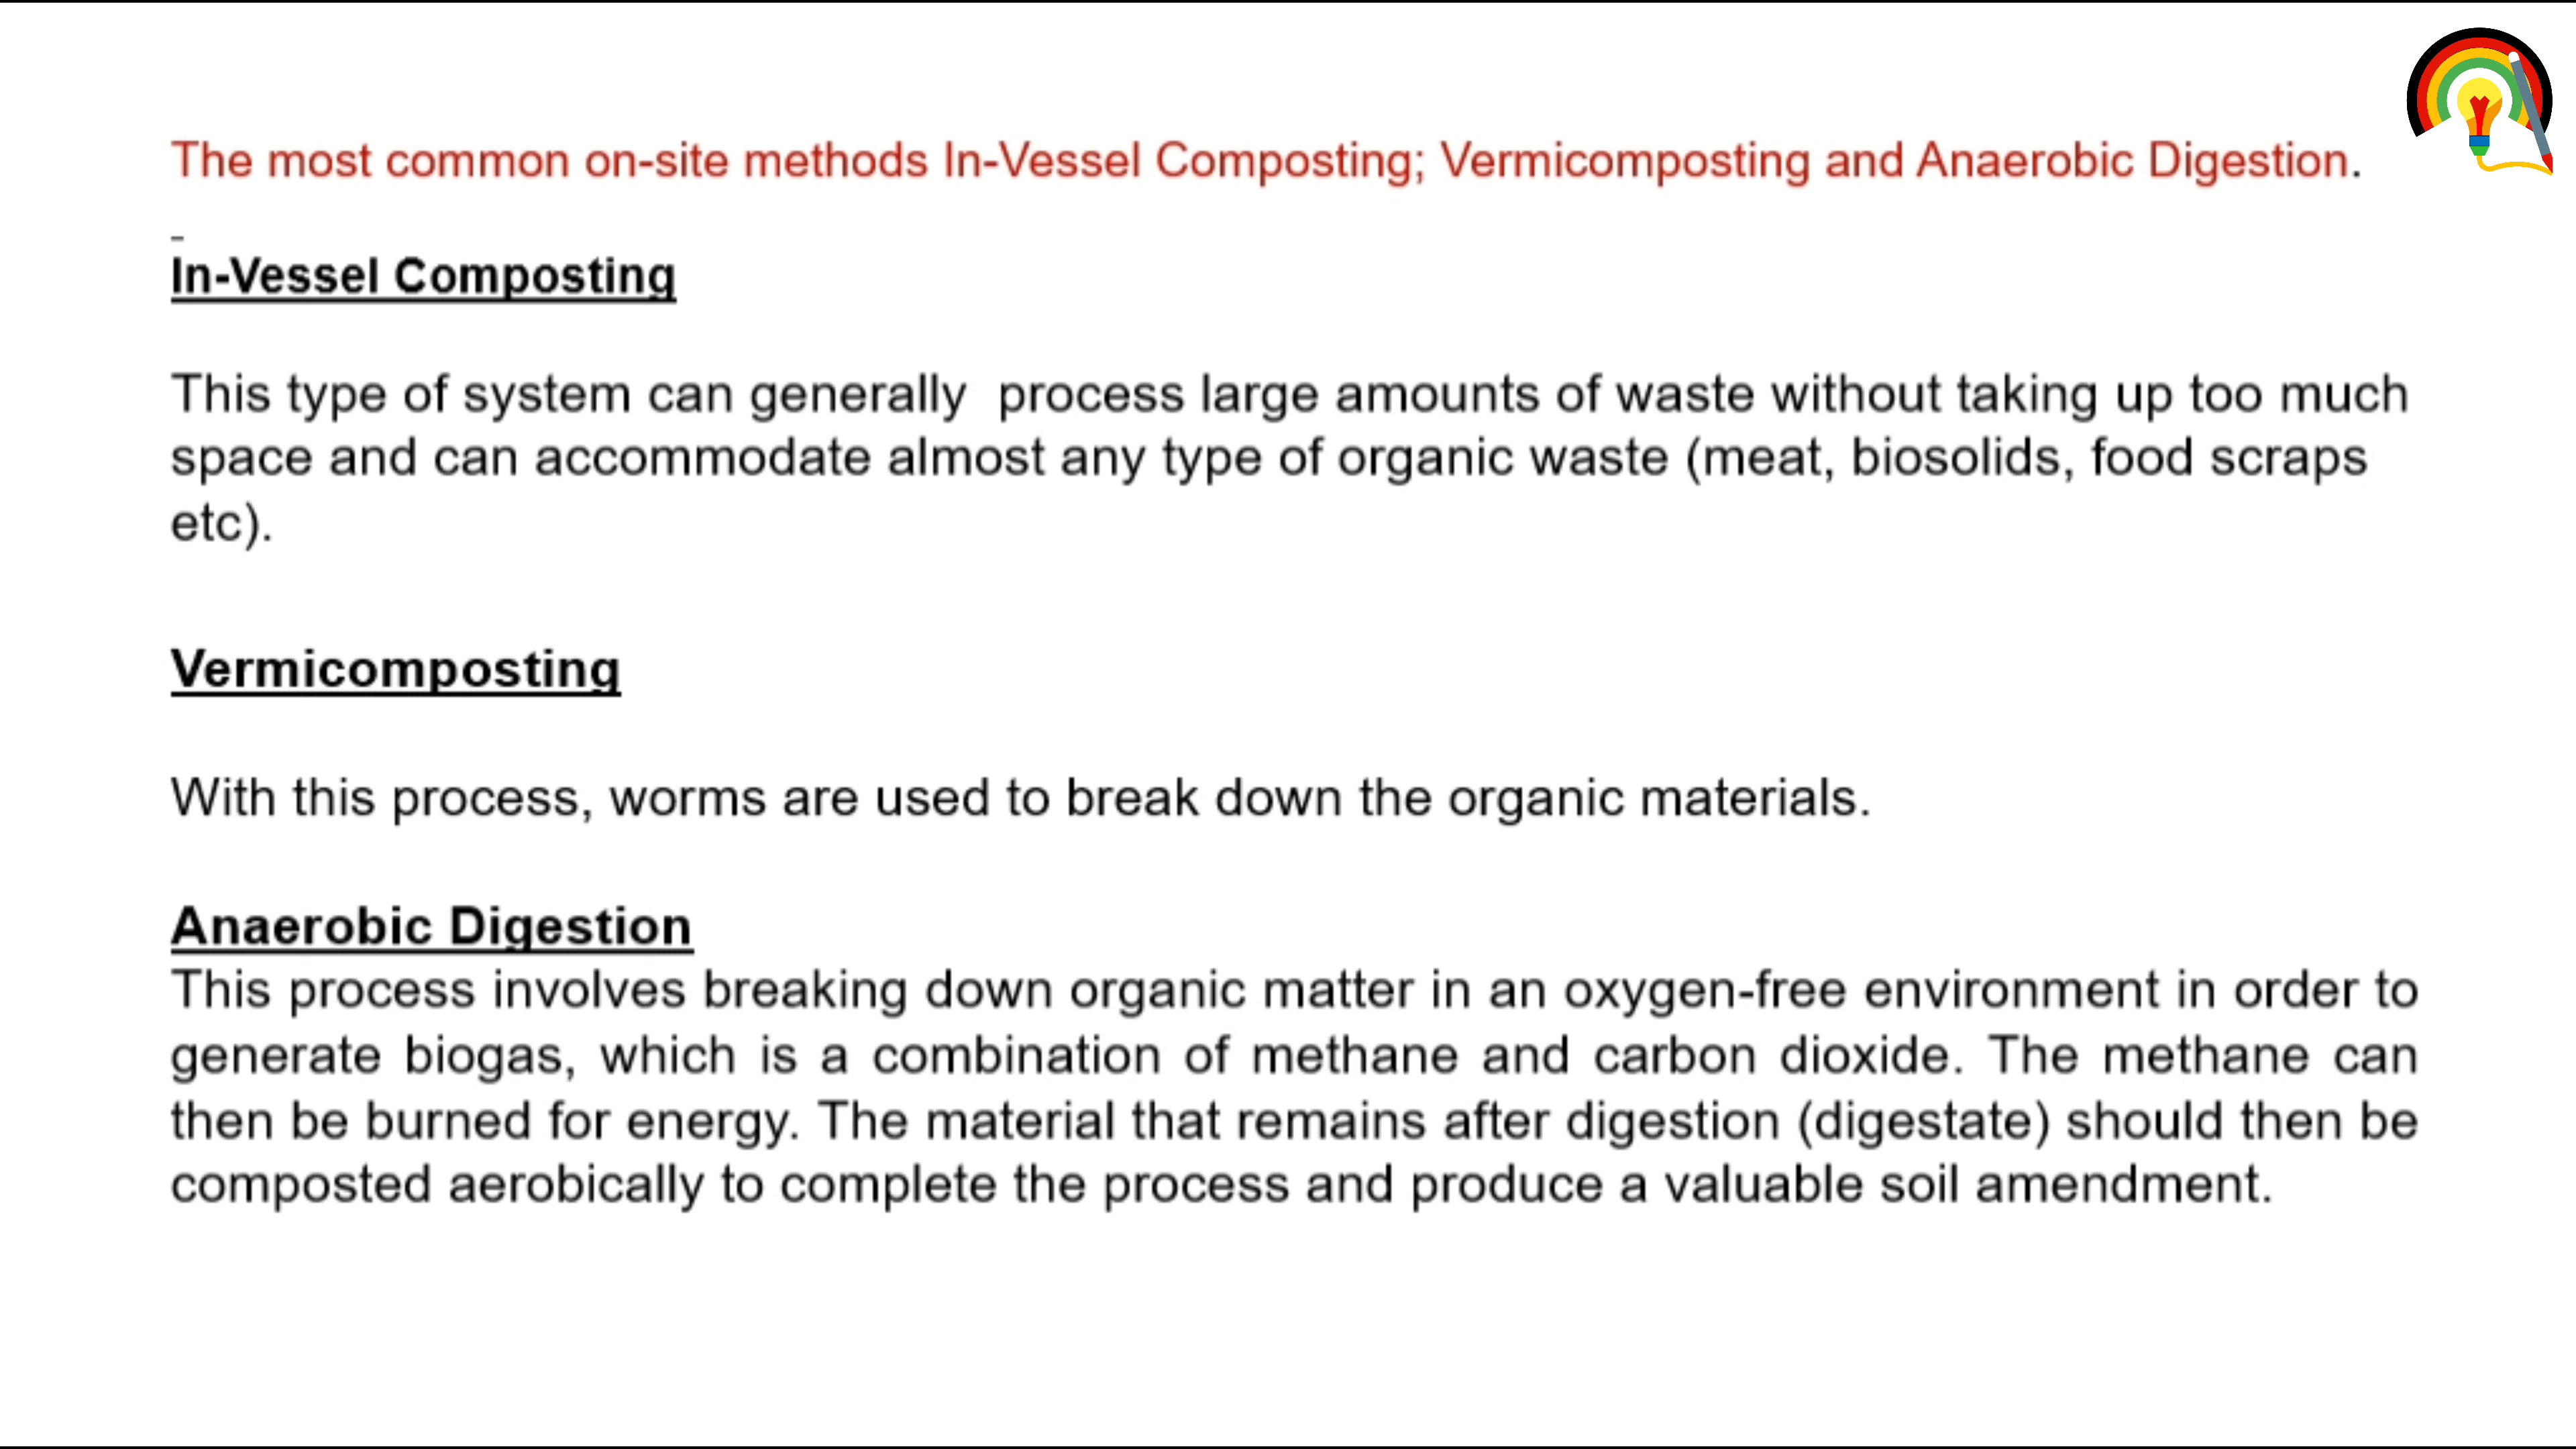 The most common on-site methods In-Vessel Composting; Vermicomposting and Anaerobic Digestion.
In-Vessel Composting
This type of system can generally  process large amounts of waste without taking up too much
space and can accommodate almost any type of organic waste (meat, biosolids, food scraps
etc).
Vermicomposting
With this process, worms are used to break down the organic materials.
Anaerobic Digestion
This process involves breaking down organic matter in an oxygen-free environment in order to
generate biogas, which is a combination of methane and carbon dioxide. The methane can
then be burned for energy. The material that remains after digestion (digestate) should then be
composted aerobically to complete the process and produce a valuable soil amendment.